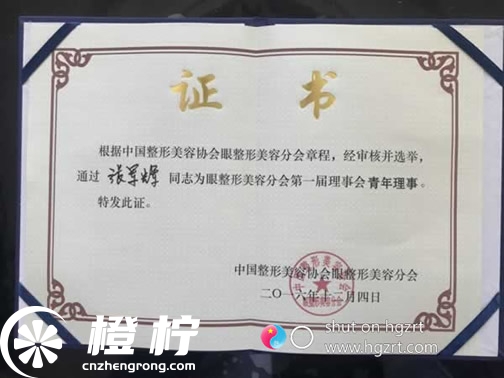 证书
根据中国整形美容协会眼整形美容分会章程，经审核并选举，
通过 张军辉 同志为眼整形美容分会第一届理事会青年理事。
特发此证。
中国整形美容协会眼整形美容分会
二〇一六年十二月四日
橙柠
cnzhengrong.com
shut on hgzrt.com
www.hgzrt.com